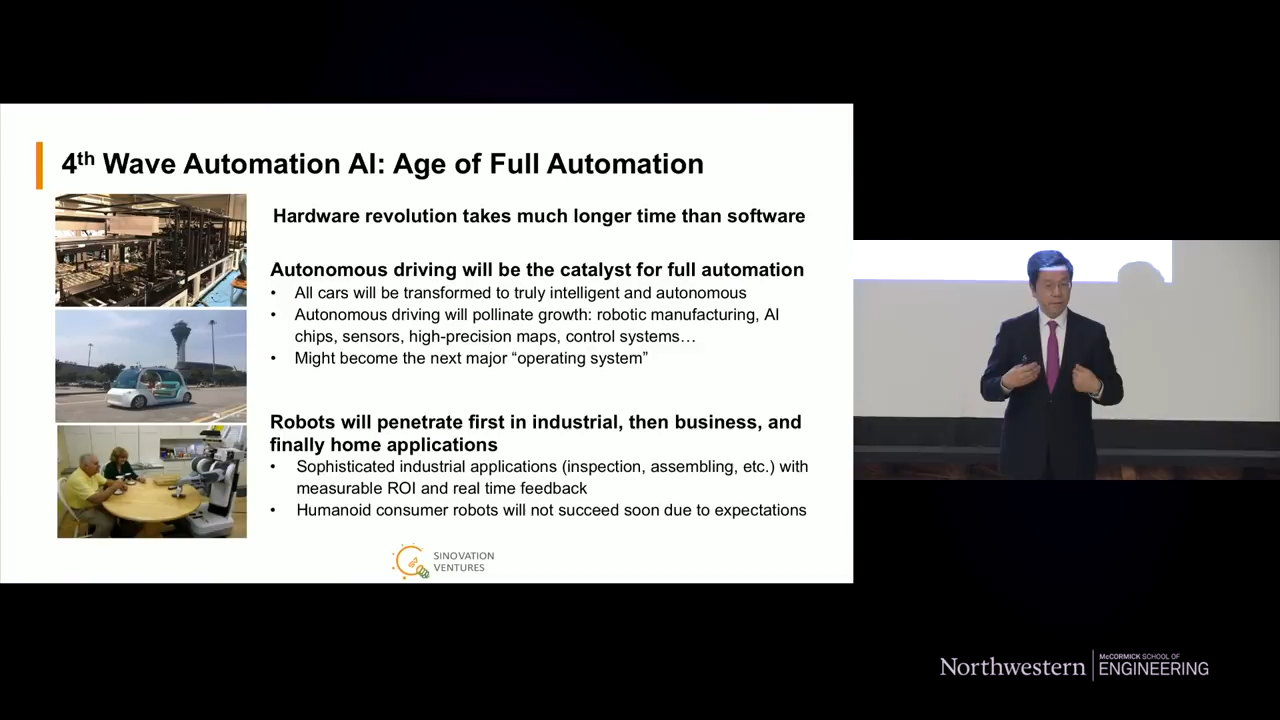 4th Wave Automation AI: Age of Full Automation
Hardware revolution takes much longer time than software
Autonomous driving will be the catalyst for full automation
• All cars will be transformed to truly intelligent and autonomous
• Autonomous driving will pollinate growth: robotic manufacturing, AI
chips, sensors, high-precision maps, control systems…
• Might become the next major “operating system”
Robots will penetrate first in industrial, then business, and
finally home applications
• Sophisticated industrial applications (inspection, assembling, etc.) with
measurable ROI and real time feedback
• Humanoid consumer robots will not succeed soon due to expectations
SINOVATION
VENTURES
Northwestern
McCORMICK SCHOOL OF
ENGINEERING